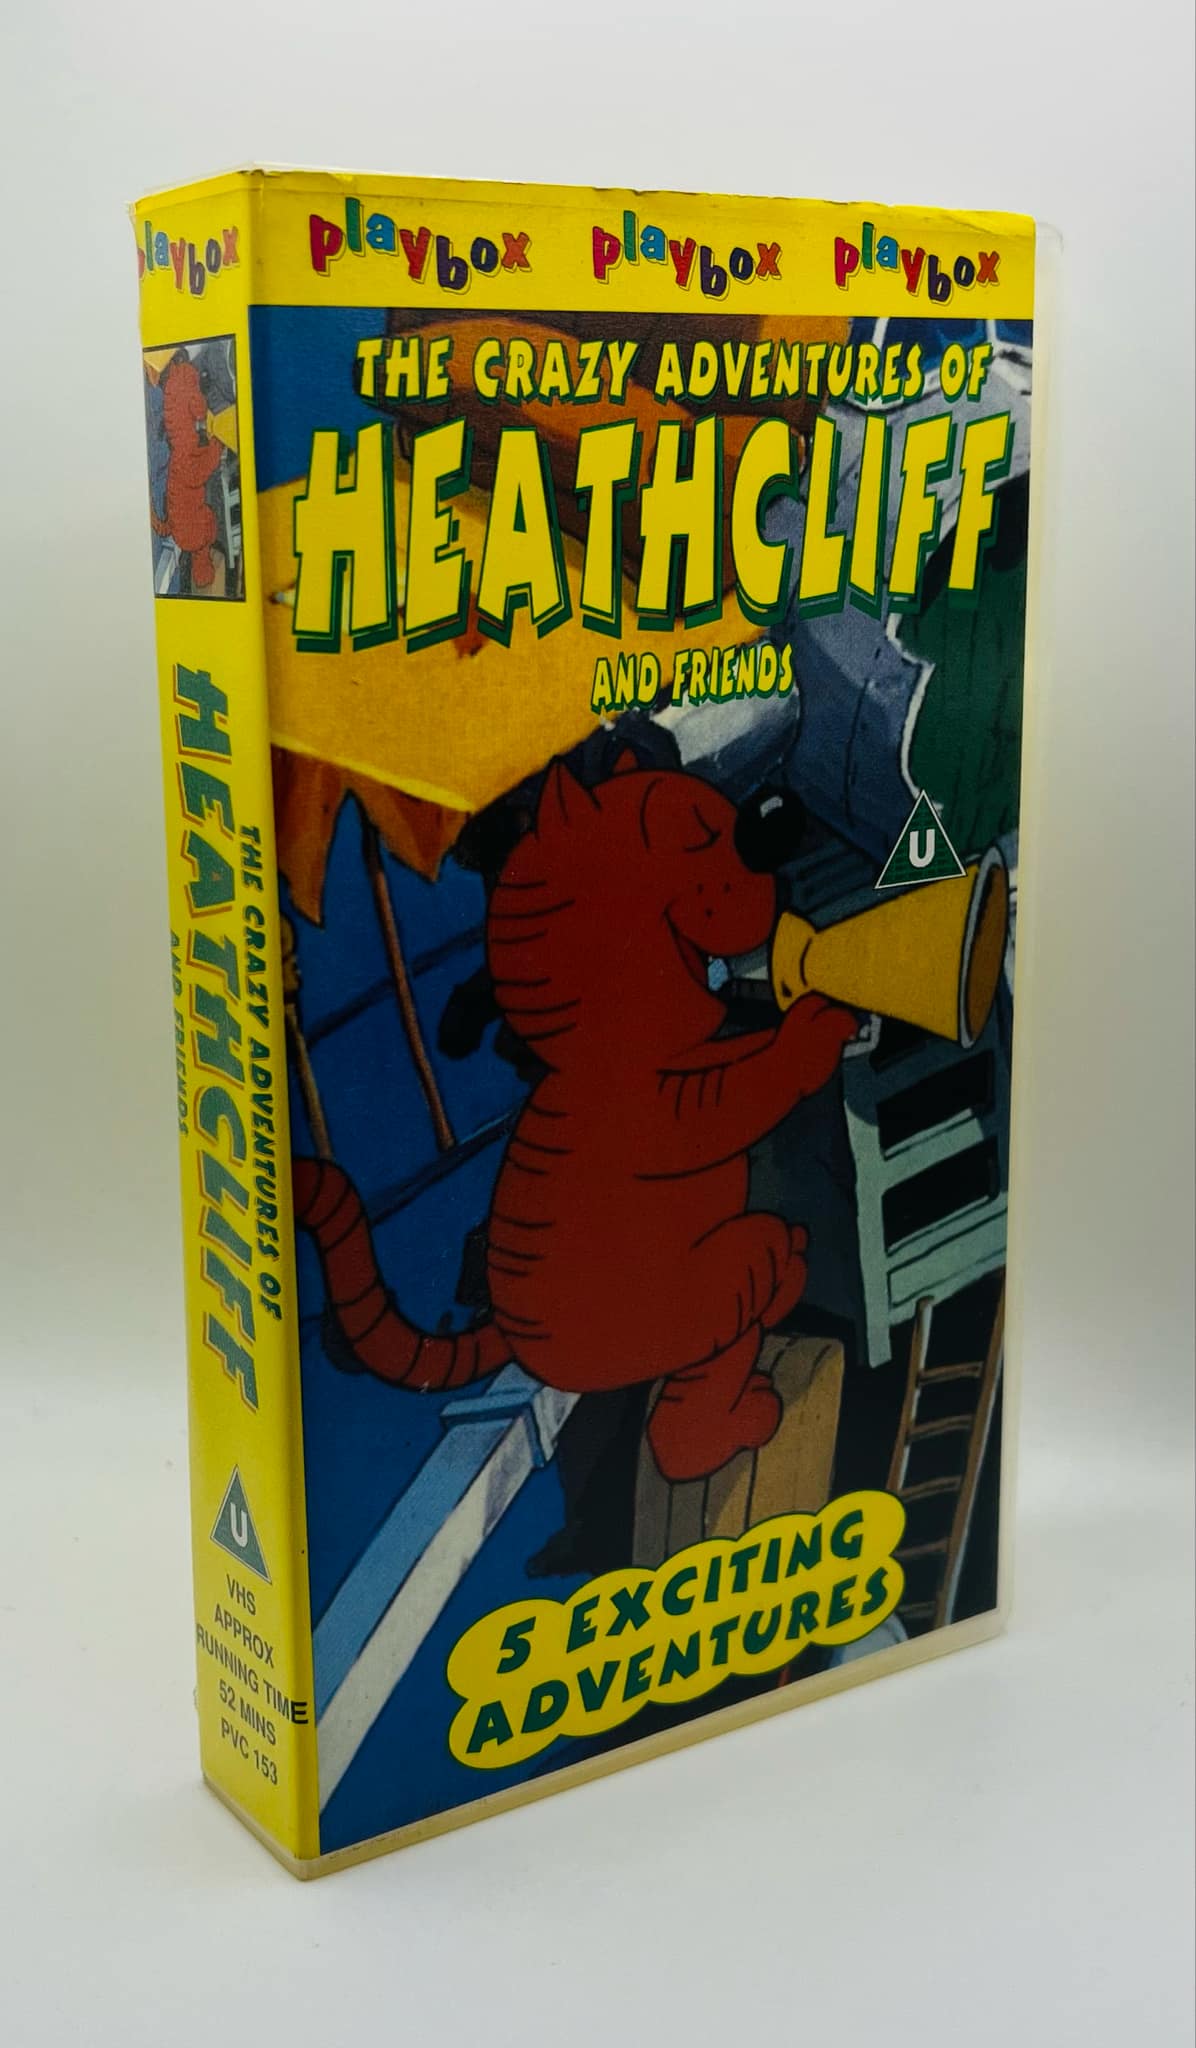 playbox playbox playbox
THE CRAZY ADVENTURES OF
HEATHCLIFF
AND FRIENDS
U
5 EXCITING
ADVENTURES
playbox
THE CRAZY ADVENTURES OF
HEATHCLIFF
AND FRIENDS
U
VHS
APPROX
RUNNING TIME
52 MINS
PVC 153